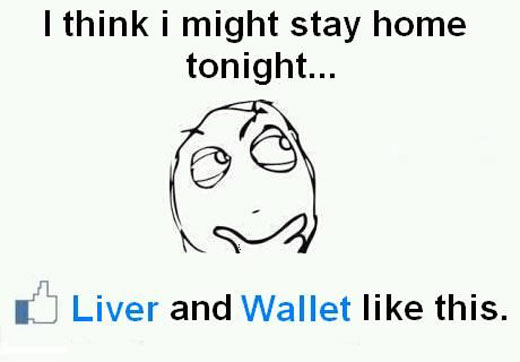 I think i might stay home
tonight...
Liver and Wallet like this.